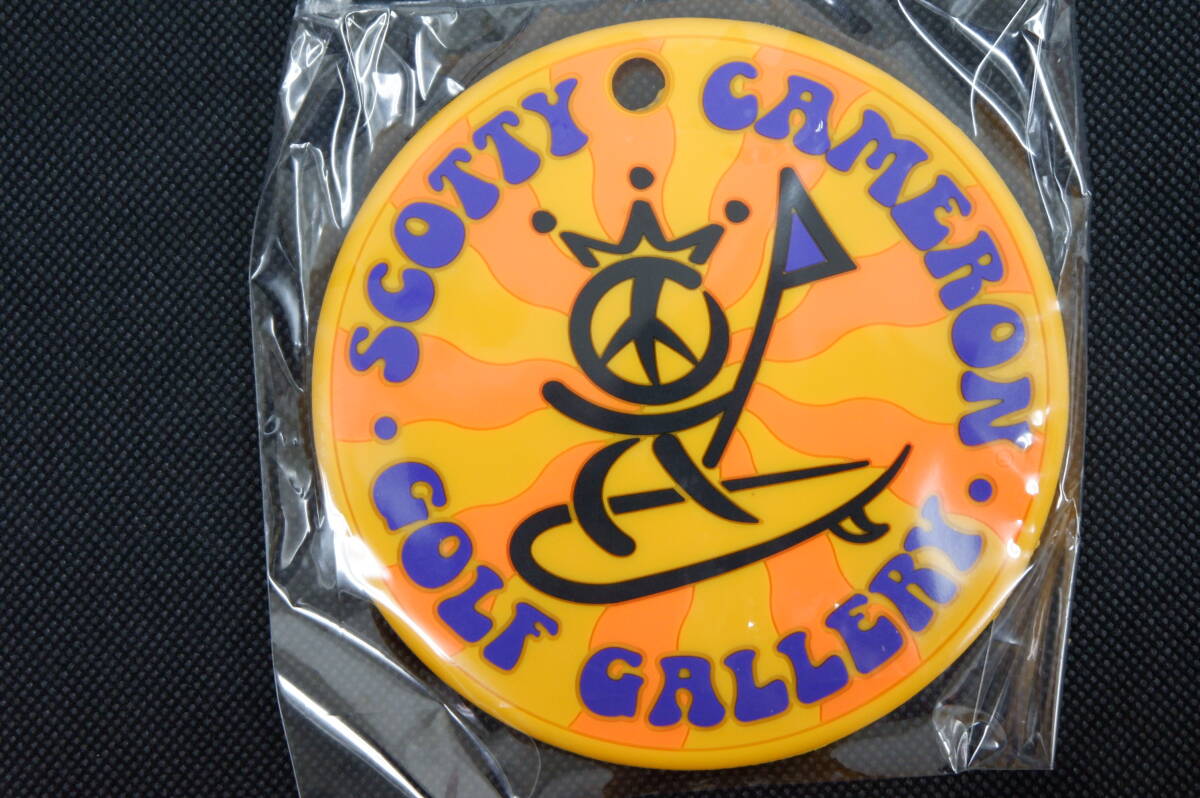 SCOTTY CAMERON
• GOLF GALLERY •
®